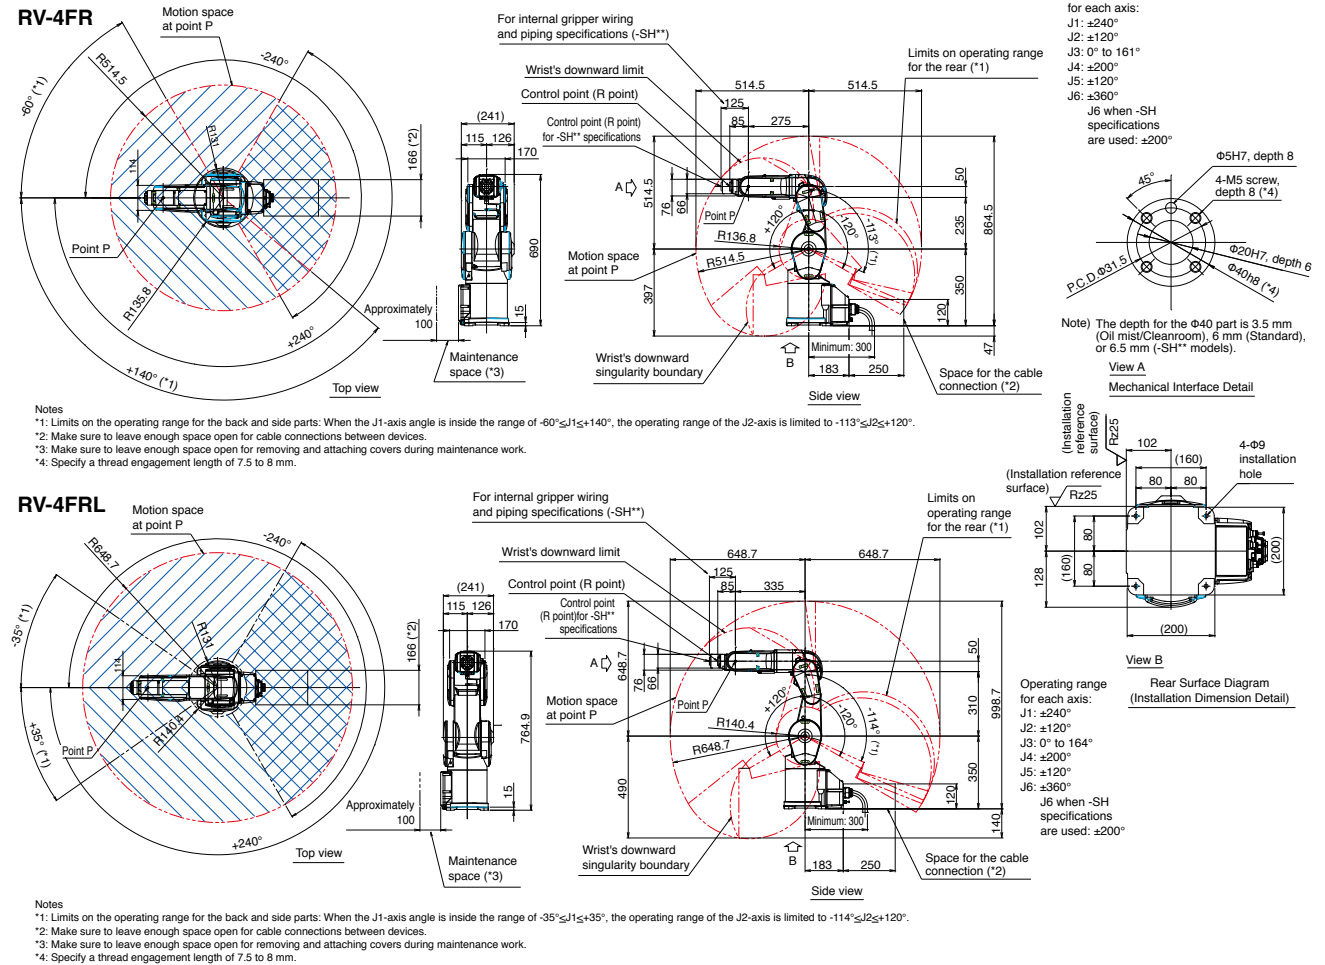 RV-4FR
Motion space
at point P
-60° (*1)
R514.5
-240°
R131
114
166 (*2)
Point P
R135.8
+240°
+140° (*1)
Top view
(241)
115
126
170
690
15
Approximately
100
Maintenance
space (*3)
For internal gripper wiring
and piping specifications (-SH**)
Wrist's downward limit
Control point (R point)
Control point (R point)
for -SH** specifications
Limits on operating range
for the rear (*1)
514.5
514.5
125
85
275
A
514.5
76
66
Point P
+120°
-120°
-113°
(*1)
R136.8
R514.5
Motion space
at point P
397
50
235
864.5
350
120
47
Minimum: 300
B
183
250
Wrist's downward
singularity boundary
Space for the cable
connection (*2)
Side view
for each axis:
J1: ±240°
J2: ±120°
J3: 0° to 161°
J4: ±200°
J5: ±120°
J6: ±360°
J6 when -SH
specifications
are used: ±200°
Φ5H7, depth 8
45°
4-M5 screw,
depth 8 (*4)
P.C.D.Φ31.5
Φ20H7, depth 6
Φ40h8 (*4)
Note) The depth for the Φ40 part is 3.5 mm
(Oil mist/Cleanroom), 6 mm (Standard),
or 6.5 mm (-SH** models).
View A
Mechanical Interface Detail
Notes
*1: Limits on the operating range for the back and side parts: When the J1-axis angle is inside the range of -60°≤J1≤+140°, the operating range of the J2-axis is limited to -113°≤J2≤+120°.
*2: Make sure to leave enough space open for cable connections between devices.
*3: Make sure to leave enough space open for removing and attaching covers during maintenance work.
*4: Specify a thread engagement length of 7.5 to 8 mm.
(Installation
reference
surface)
Rz25
102
(160)
80
80
4-Φ9
installation
hole
(Installation reference
surface)
Rz25
102
128
(160)
80
80
(200)
(200)
View B
Rear Surface Diagram
(Installation Dimension Detail)
RV-4FRL
Motion space
at point P
R648.7
-240°
-35° (*1)
+35° (*1)
R131
114
166 (*2)
Point P
R140.4
+240°
Top view
(241)
115
126
170
764.9
15
Approximately
100
Maintenance
space (*3)
For internal gripper wiring
and piping specifications (-SH**)
Wrist's downward limit
Control point (R point)
Control point
(R point)for -SH**
specifications
Limits on
operating range
for the rear (*1)
648.7
648.7
125
85
335
A
648.7
76
66
Point P
+120°
-120°
-114°
(*1)
R140.4
R648.7
Motion space
at point P
490
50
310
998.7
350
120
140
Minimum: 300
B
183
250
Wrist's downward
singularity boundary
Space for the cable
connection (*2)
Side view
Operating range
for each axis:
J1: ±240°
J2: ±120°
J3: 0° to 164°
J4: ±200°
J5: ±120°
J6: ±360°
J6 when -SH
specifications
are used: ±200°
Notes
*1: Limits on the operating range for the back and side parts: When the J1-axis angle is inside the range of -35°≤J1≤+35°, the operating range of the J2-axis is limited to -114°≤J2≤+120°.
*2: Make sure to leave enough space open for cable connections between devices.
*3: Make sure to leave enough space open for removing and attaching covers during maintenance work.
*4: Specify a thread engagement length of 7.5 to 8 mm.